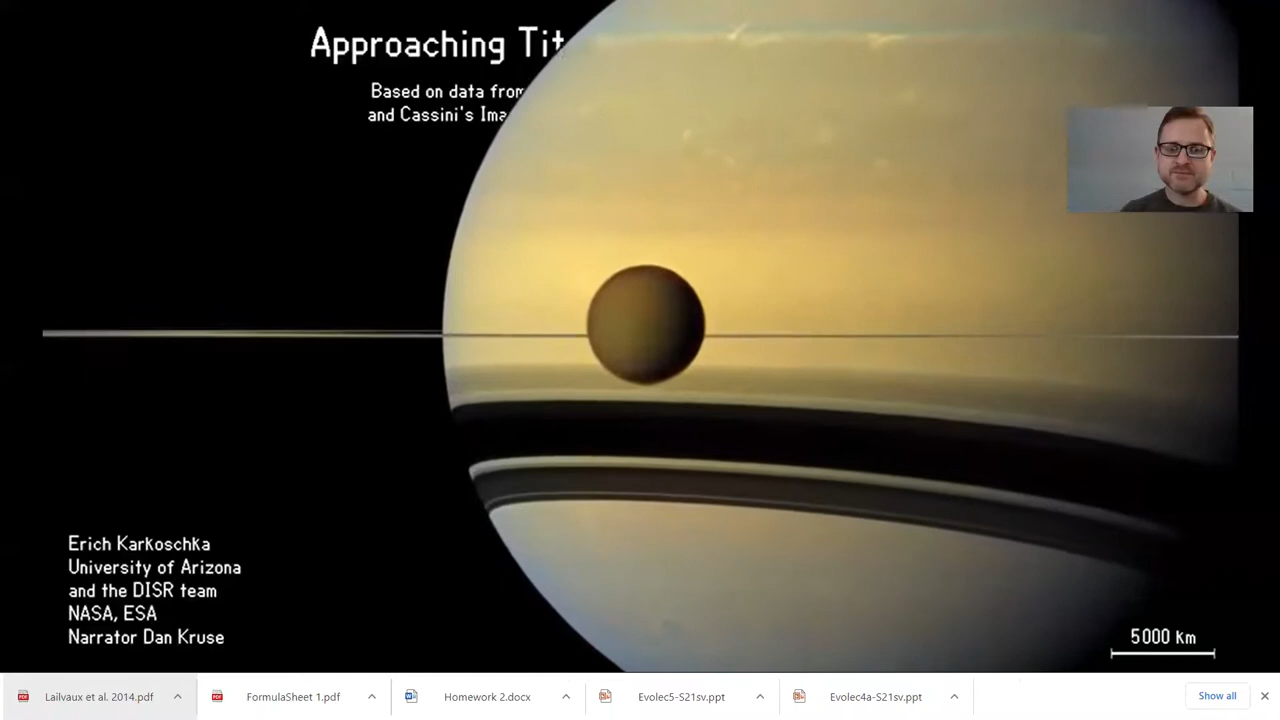 Approaching Tit
Based on data from
and Cassini's Ima
Erich Karkoschka
University of Arizona
and the DISR team
NASA, ESA
Narrator Dan Kruse
5000 km
Lailvaux et al. 2014.pdf
FormulaSheet 1.pdf
Homework 2.docx
Evolec5-S21sv.ppt
Evolec4a-S21sv.ppt
Show all